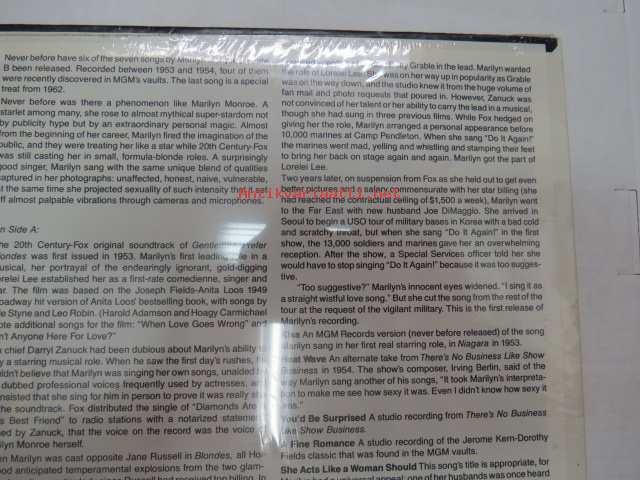 Never before have six of the seven songs by
B been released. Recorded between 1953 and 1954, four of them
were recently discovered in MGM's vaults. The last song is a special
treat from 1962.
Never before was there a phenomenon like Marilyn Monroe. A
starlet among many, she rose to almost mythical super-stardom not
by publicity hype but by an extraordinary personal magic. Almost
from the beginning of her career, Marilyn fired the imagination of the
public, and they were treating her like a star while 20th Century-Fox
was still casting her in small, formula-blonde roles. A surprisingly
good singer, Marilyn sang with the same unique blend of qualities
captured in her photographs: unaffected, honest, naive, vulnerable,
at the same time she projected sexuality of such intensity that it set
ff almost palpable vibrations through cameras and microphones.
n Side A:
he 20th Century-Fox original soundtrack of Gentlemen Prefer
londes was first issued in 1953. Marilyn's first leading role in a
usical, her portrayal of the endearingly ignorant, gold-digging
orelei Lee established her as a first-rate comedienne, singer and
ar. The film was based on the Joseph Fields-Anita Loos 1949
oadway hit version of Anita Loos' bestselling book, with songs by
le Styne and Leo Robin. (Harold Adamson and Hoagy Carmichael
ote additional songs for the film: "When Love Goes Wrong" and
n't Anyone Here For Love?"
chief Darryl Zanuck had been dubious about Marilyn's ability to
y a starring role. When he saw the first day's rushes, he
uldn't believe that Marilyn was singing her own songs, unaided by
dubbed professional voices frequently used by actresses, and
nsisted that she sing for him in person to prove it was really she
the soundtrack. Fox distributed the single of "Diamonds Are
s Best Friend" to radio stations with a notarized statement
ed by Zanuck, that the voice on the record was the voice of
ilyn Monroe herself.
n Marilyn was cast opposite Jane Russell in Blondes, all Hol-
ood anticipated temperamental explosions from the two glam-
Grable in the lead. Marilyn wanted
the role of Lorelei Lee. She was on her way up in popularity as Grable
was on the way down, and the studio knew it from the huge volume of
fan mail and photo requests that poured in. However, Zanuck was
not convinced of her talent or her ability to carry the lead in a musical,
though she had sung in three previous films. While Fox hedged on
giving her the role, Marilyn arranged a personal appearance before
10,000 marines at Camp Pendleton. When she sang "Do It Again!"
the marines went mad, yelling and whistling and stamping their feet
to bring her back on stage again and again. Marilyn got the part of
Lorelei Lee.
Two years later, on suspension from Fox as she held out to get even
better pictures and a salary commensurate with her star billing (she
had reached the contractual ceiling of $1,500 a week), Marilyn went
to the Far East with new husband Joe DiMaggio. She arrived in
Seoul to begin a USO tour of military bases in Korea with a bad cold
and scratchy throat, but when she sang "Do It Again!" in the first
show, the 13,000 soldiers and marines gave her an overwhelming
reception. After the show, a Special Services officer told her she
would have to stop singing "Do It Again!" because it was too sugges-
tive.
"Too suggestive?" Marilyn's innocent eyes widened. "I sing it as
a straight wistful love song." But she cut the song from the rest of the
tour at the request of the vigilant military. This is the first release of
Marilyn's recording.
Kiss An MGM Records version (never before released) of the song
Marilyn sang in her first real starring role, in Niagara in 1953.
Heat Wave An alternate take from There's No Business Like Show
Business in 1954. The show's composer, Irving Berlin, said of the
way Marilyn sang another of his songs, "It took Marilyn's interpreta-
tion to make me see how sexy it was. Even I didn't know how sexy it
was."
You'd Be Surprised A studio recording from There's No Business
Like Show Business.
A Fine Romance A studio recording of the Jerome Kern-Dorothy
Fields classic that was found in the MGM vaults.
She Acts Like a Woman Should This song's title is appropriate, for
Antikvariaatti.net